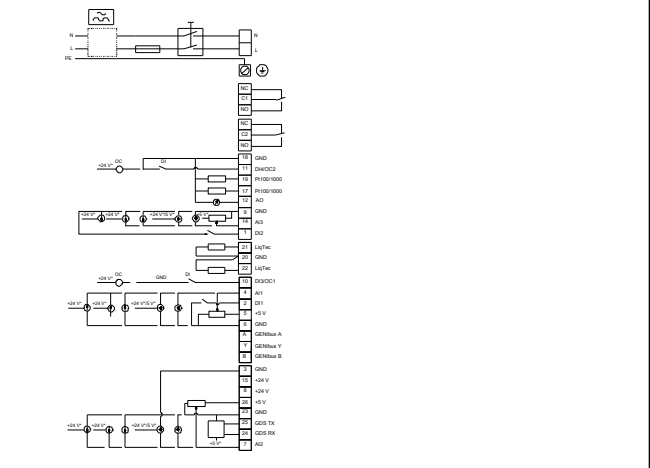 N N
L L
PE
NC
C1
NO
NC
C2
NO
18 GND
+24 V* OC DI 11 DI4/OC2
19 Pt100/1000
17 Pt100/1000
12 AO
9 GND
+24 V* +24 V* +24 V*/5 V* +5 V* 14 AI3
1 DI2
21 LiqTec
20 GND
22 LiqTec
+24 V* OC GND DI 10 DI3/OC1
4 AI1
+24 V* +24 V* +24 V*/5 V* 2 DI1
5 +5 V
6 GND
A GENIbus A
Y GENIbus Y
B GENIbus B
3 GND
15 +24 V
8 +24 V
26 +5 V
23 GND
25 GDS TX
+24 V* +24 V* +24 V*/5 V* 24 GDS RX
+5 V* 7 AI2